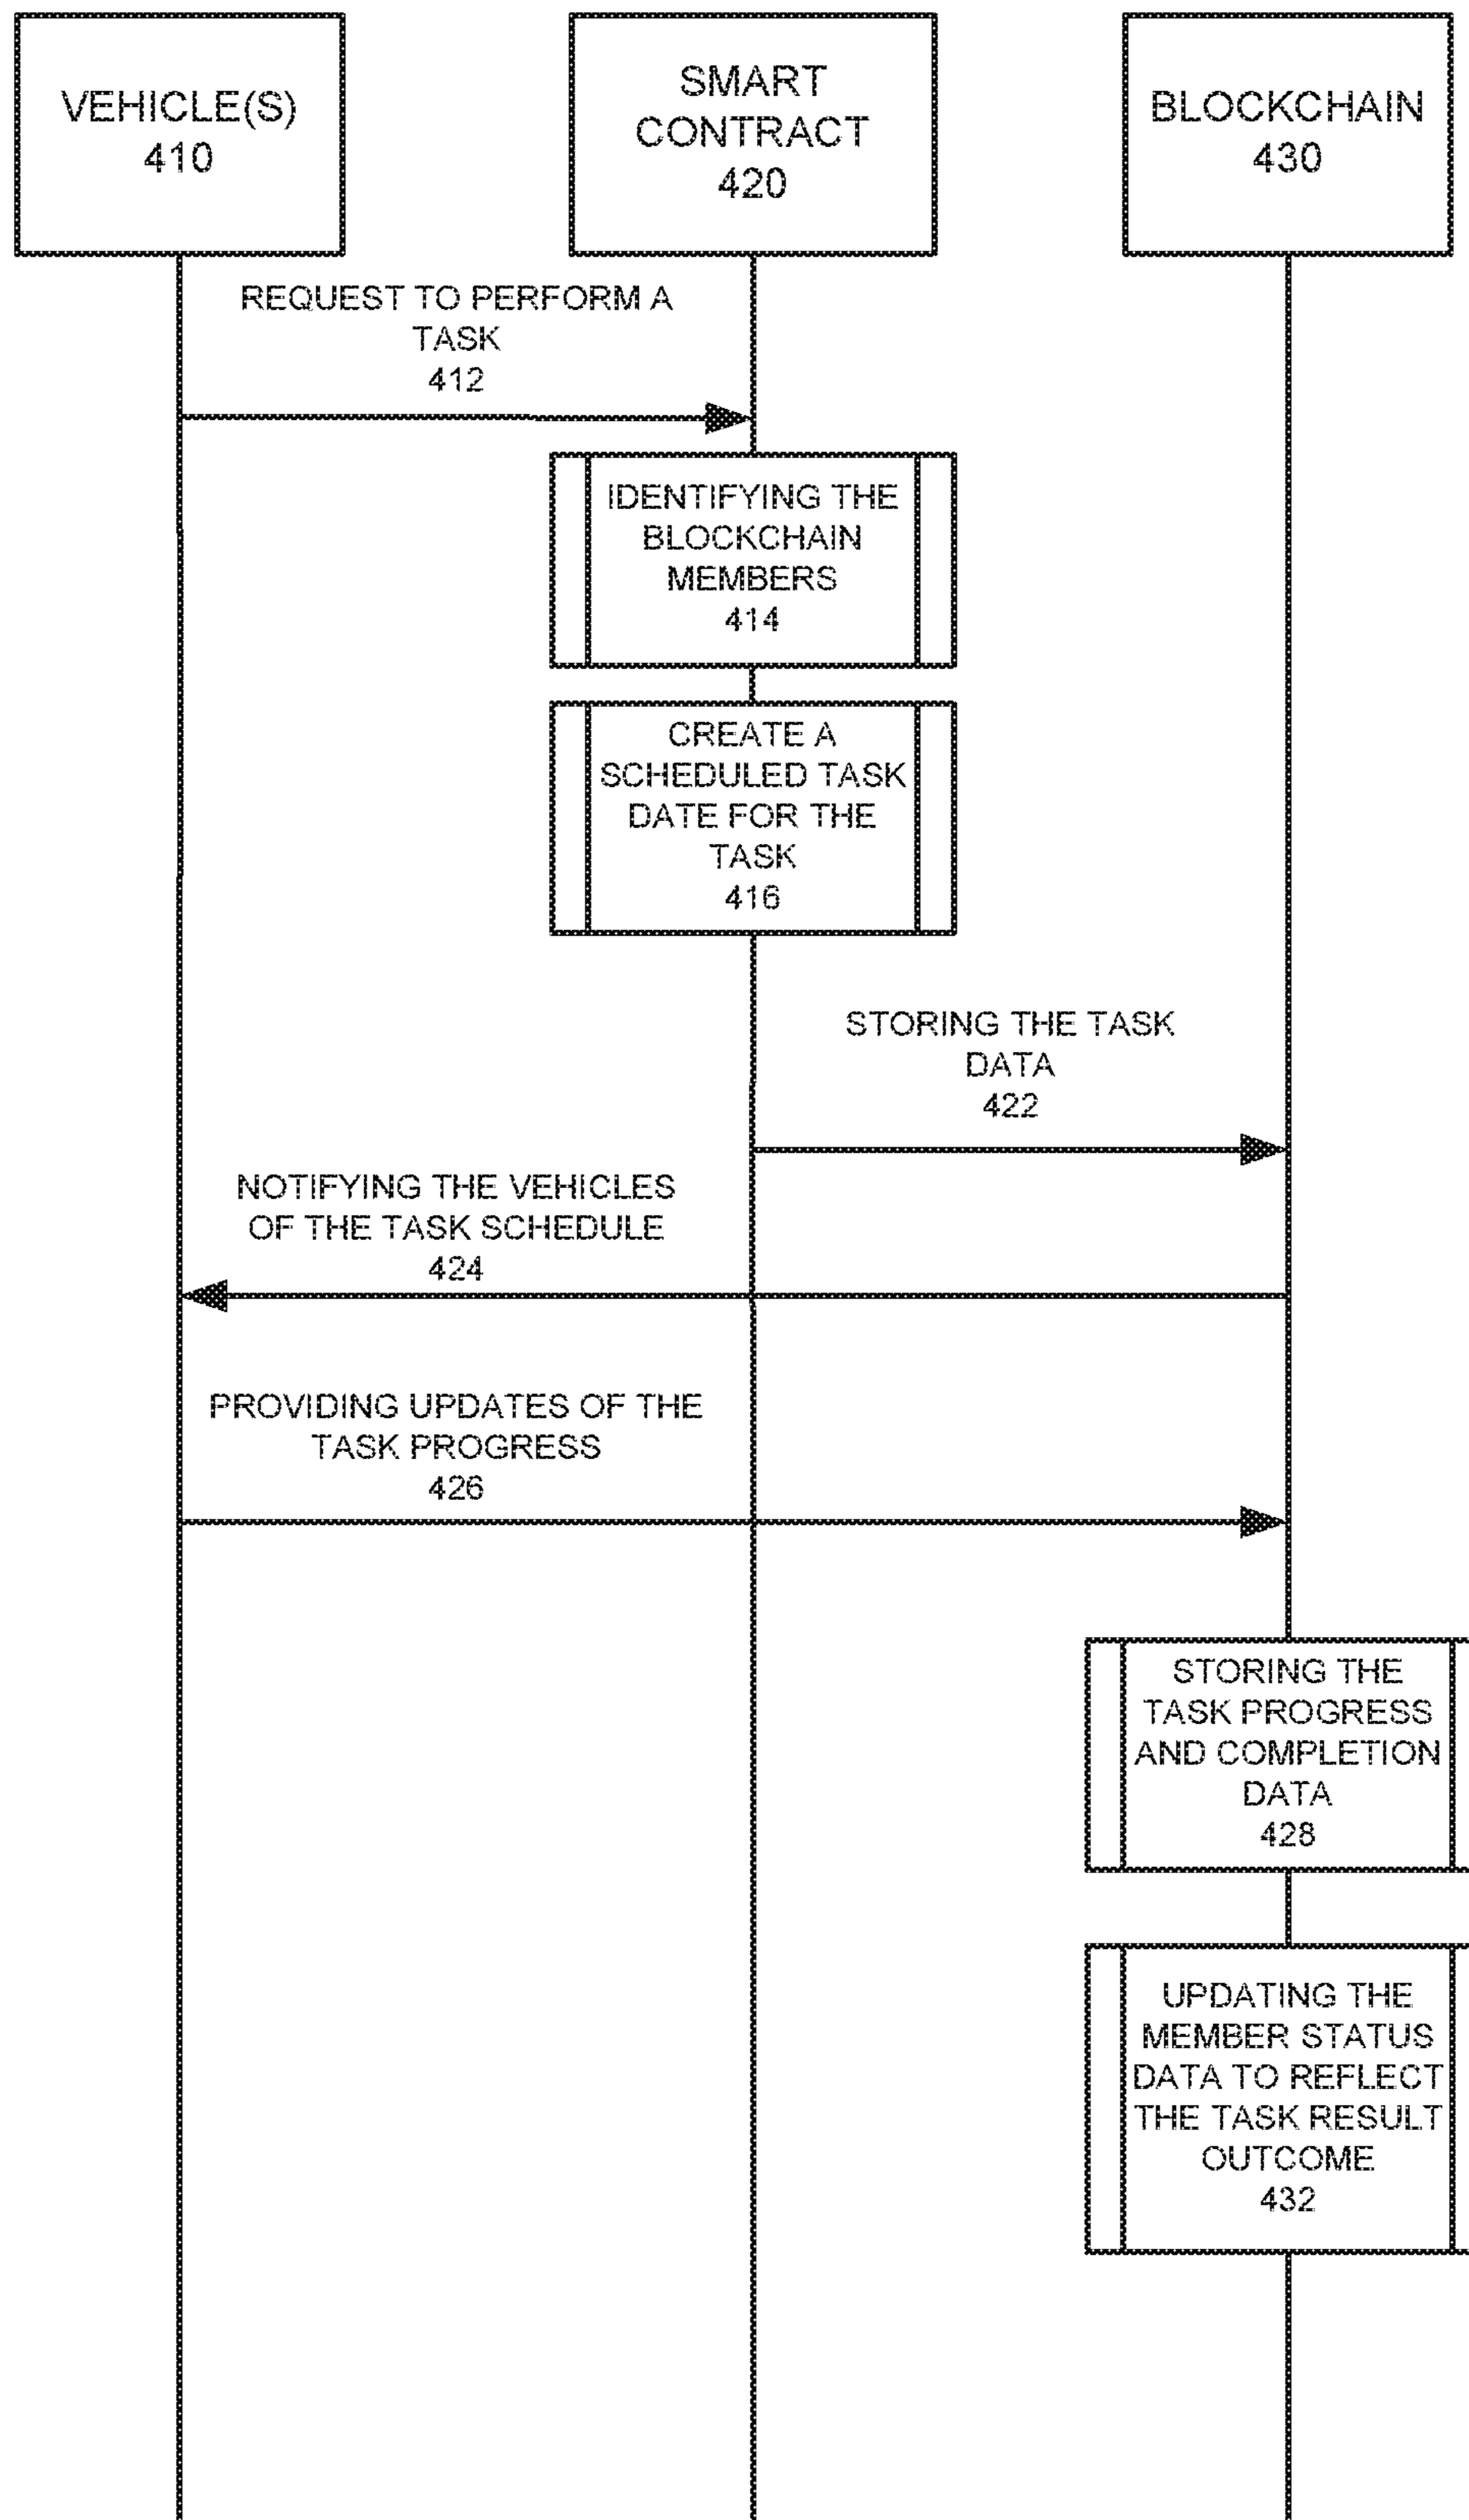 VEHICLE(S)
410
SMART
CONTRACT
420
BLOCKCHAIN
430
REQUEST TO PERFORM A
TASK
412
IDENTIFYING THE
BLOCKCHAIN
MEMBERS
414
CREATE A
SCHEDULED TASK
DATE FOR THE
TASK
416
STORING THE TASK
DATA
422
NOTIFYING THE VEHICLES
OF THE TASK SCHEDULE
424
PROVIDING UPDATES OF THE
TASK PROGRESS
426
STORING THE
TASK PROGRESS
AND COMPLETION
DATA
428
UPDATING THE
MEMBER STATUS
DATA TO REFLECT
THE TASK RESULT
OUTCOME
432